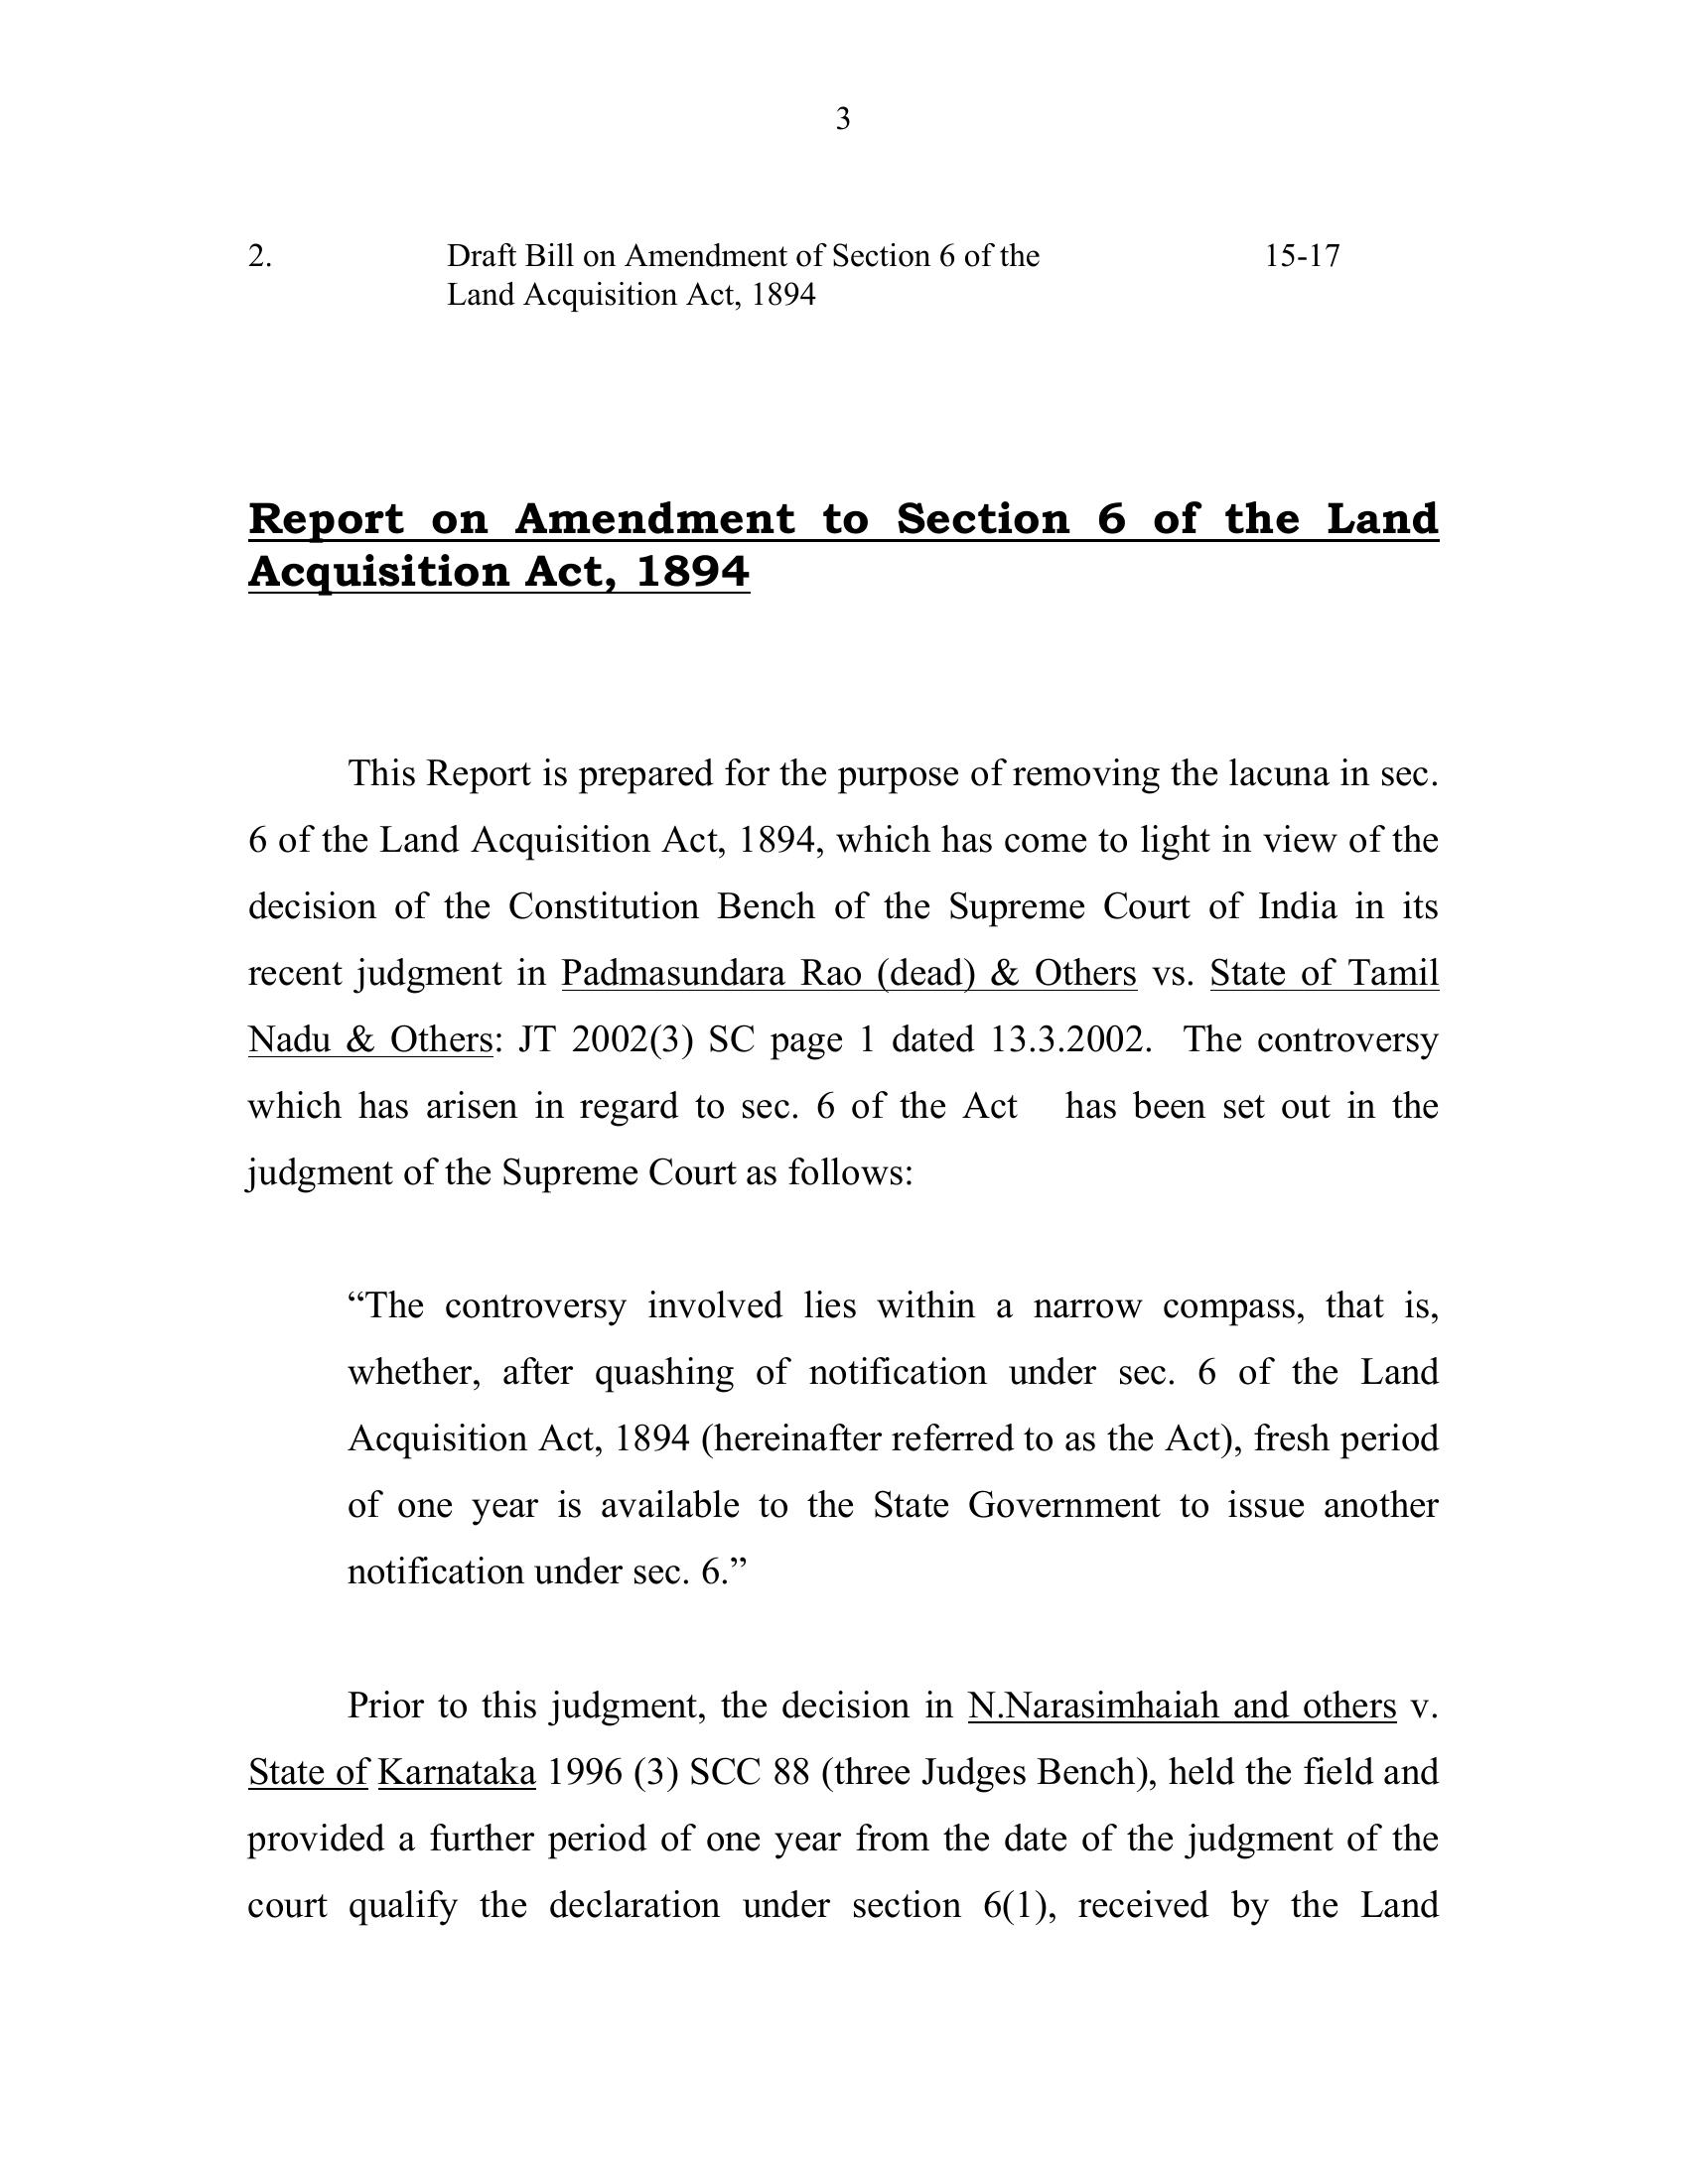 3
2. Draft Bill on Amendment of Section 6 of the 15-17
Land Acquisition Act, 1894
Report on Amendment to Section 6 of the Land
Acquisition Act, 1894
This Report is prepared for the purpose of removing the lacuna in sec.
6 of the Land Acquisition Act, 1894, which has come to light in view of the
decision of the Constitution Bench of the Supreme Court of India in its
recent judgment in Padmasundara Rao (dead) & Others vs. State of Tamil
Nadu & Others: JT 2002(3) SC page 1 dated 13.3.2002. The controversy
which has arisen in regard to sec. 6 of the Act has been set out in the
judgment of the Supreme Court as follows:
“The controversy involved lies within a narrow compass, that is,
whether, after quashing of notification under sec. 6 of the Land
Acquisition Act, 1894 (hereinafter referred to as the Act), fresh period
of one year is available to the State Government to issue another
notification under sec. 6.”
Prior to this judgment, the decision in N.Narasimhaiah and others v.
State of Karnataka 1996 (3) SCC 88 (three Judges Bench), held the field and
provided a further period of one year from the date of the judgment of the
court qualify the declaration under section 6(1), received by the Land